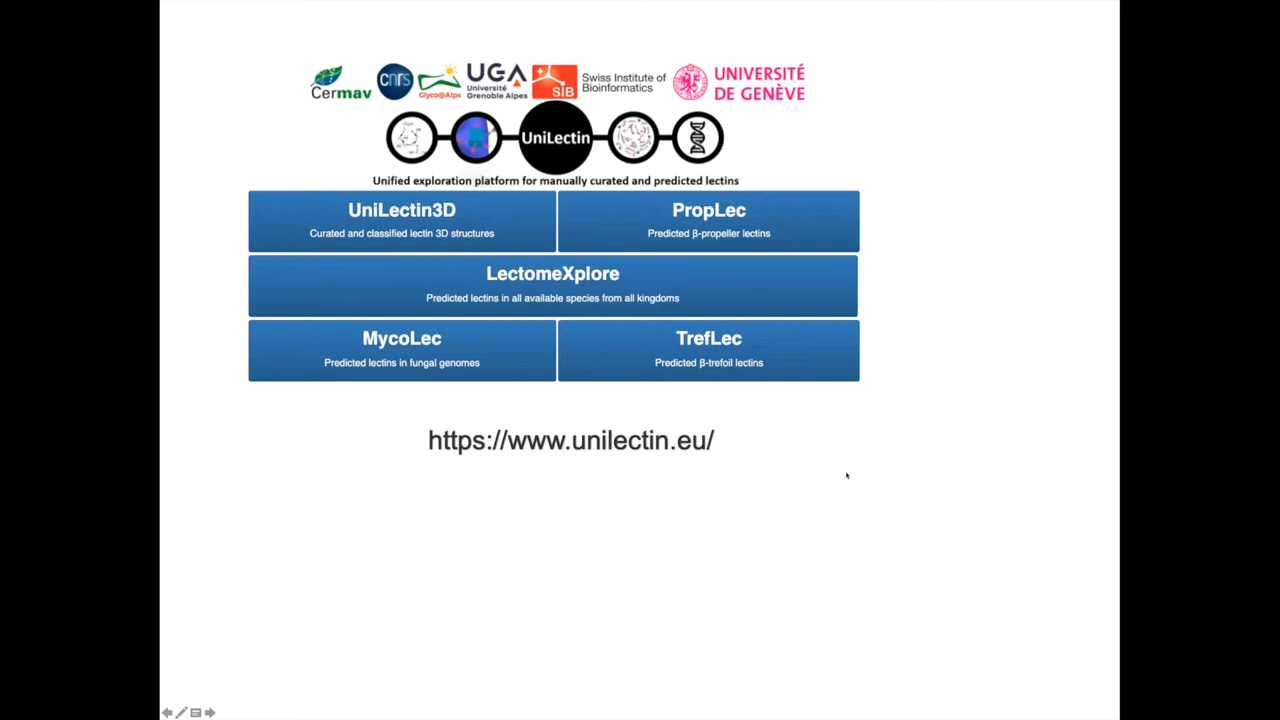 Cermav
cnrs
Glyco@Alps
UGA
Université
Grenoble Alpes
SIB
Swiss Institute of
Bioinformatics
UNIVERSITÉ
DE GENÈVE
UniLectin
Unified exploration platform for manually curated and predicted lectins
UniLectin3D
Curated and classified lectin 3D structures
PropLec
Predicted β-propeller lectins
LectomeXplore
Predicted lectins in all available species from all kingdoms
MycoLec
Predicted lectins in fungal genomes
TrefLec
Predicted β-trefoil lectins
https://www.unilectin.eu/